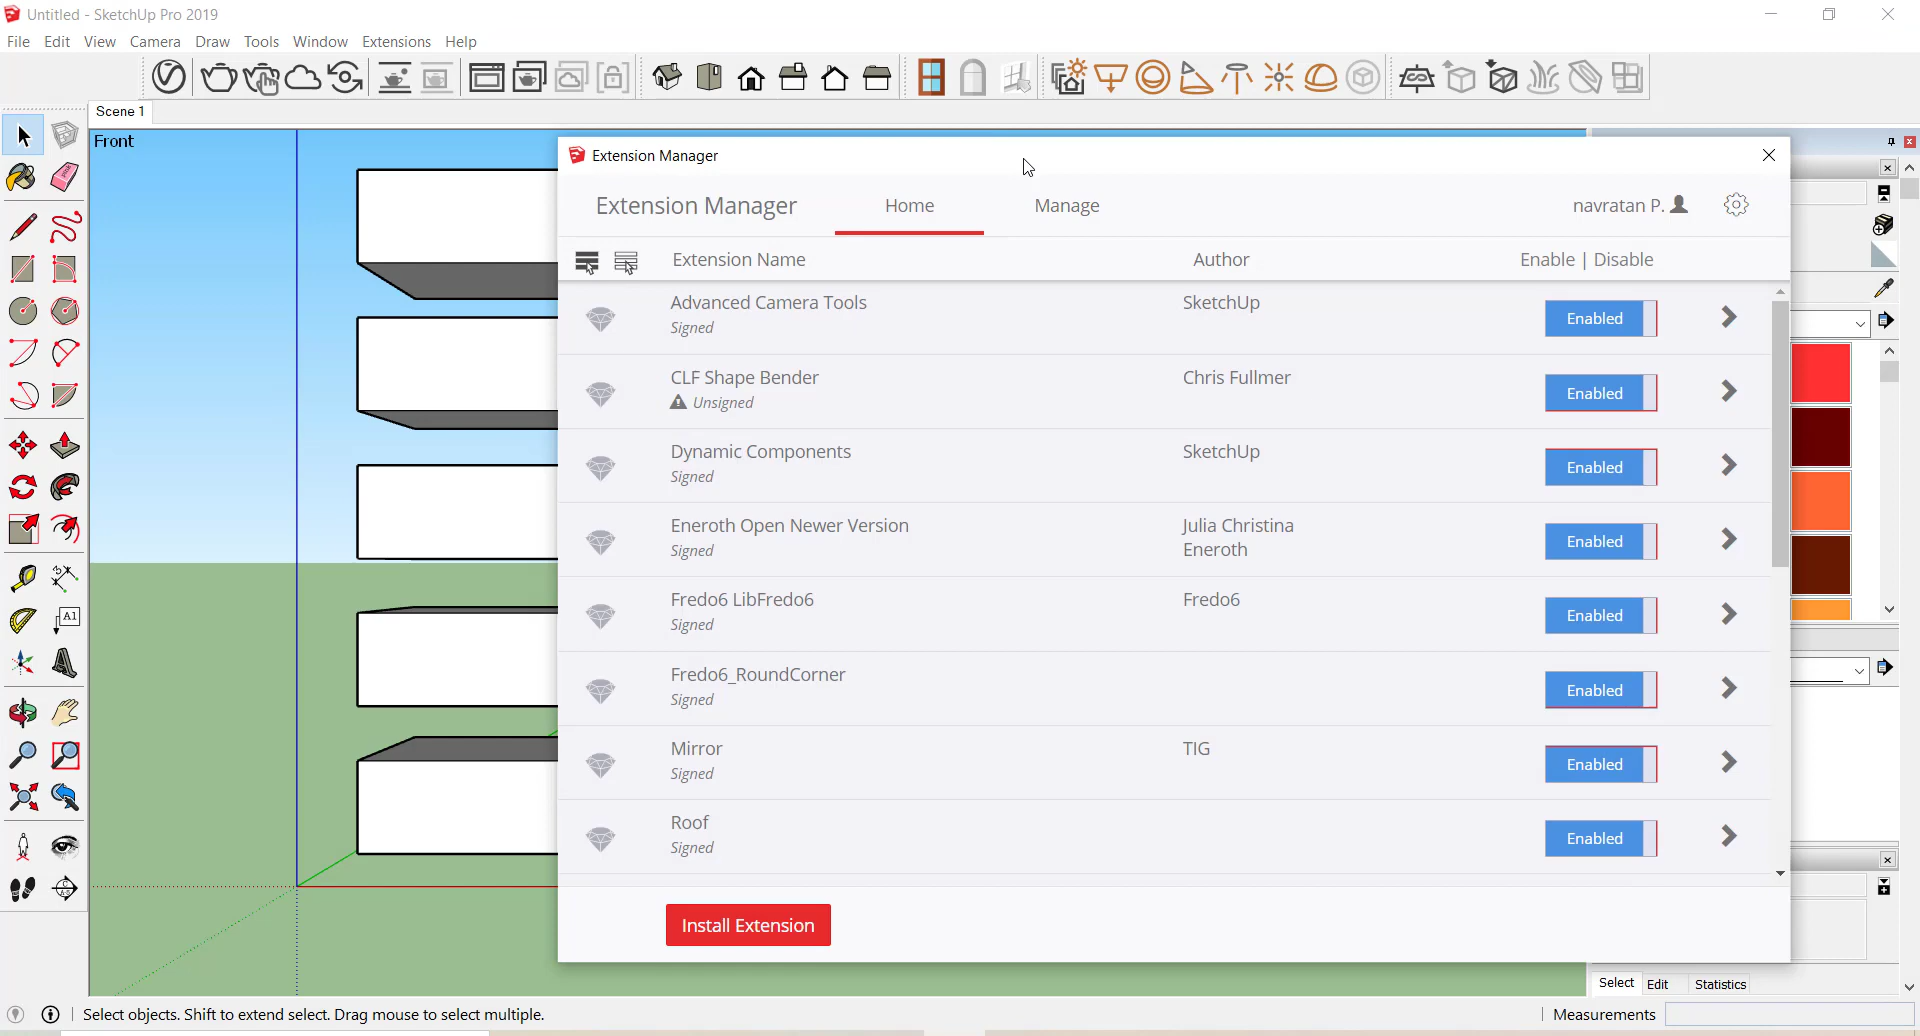 Untitled - SketchUp Pro 2019
File Edit View Camera Draw Tools Window Extensions Help
Scene 1
Front
Extension Manager
Extension Manager Home Manage navratan P.
Extension Name Author Enable | Disable
Advanced Camera Tools SketchUp
Signed
Enabled
CLF Shape Bender Chris Fullmer
Unsigned
Enabled
Dynamic Components SketchUp
Signed
Enabled
Eneroth Open Newer Version Julia Christina
Eneroth
Signed
Enabled
Fredo6 LibFredo6 Fredo6
Signed
Enabled
Fredo6_RoundCorner
Signed
Enabled
Mirror TIG
Signed
Enabled
Roof
Signed
Enabled
Install Extension
A1
Select Edit Statistics
Select objects. Shift to extend select. Drag mouse to select multiple.
Measurements